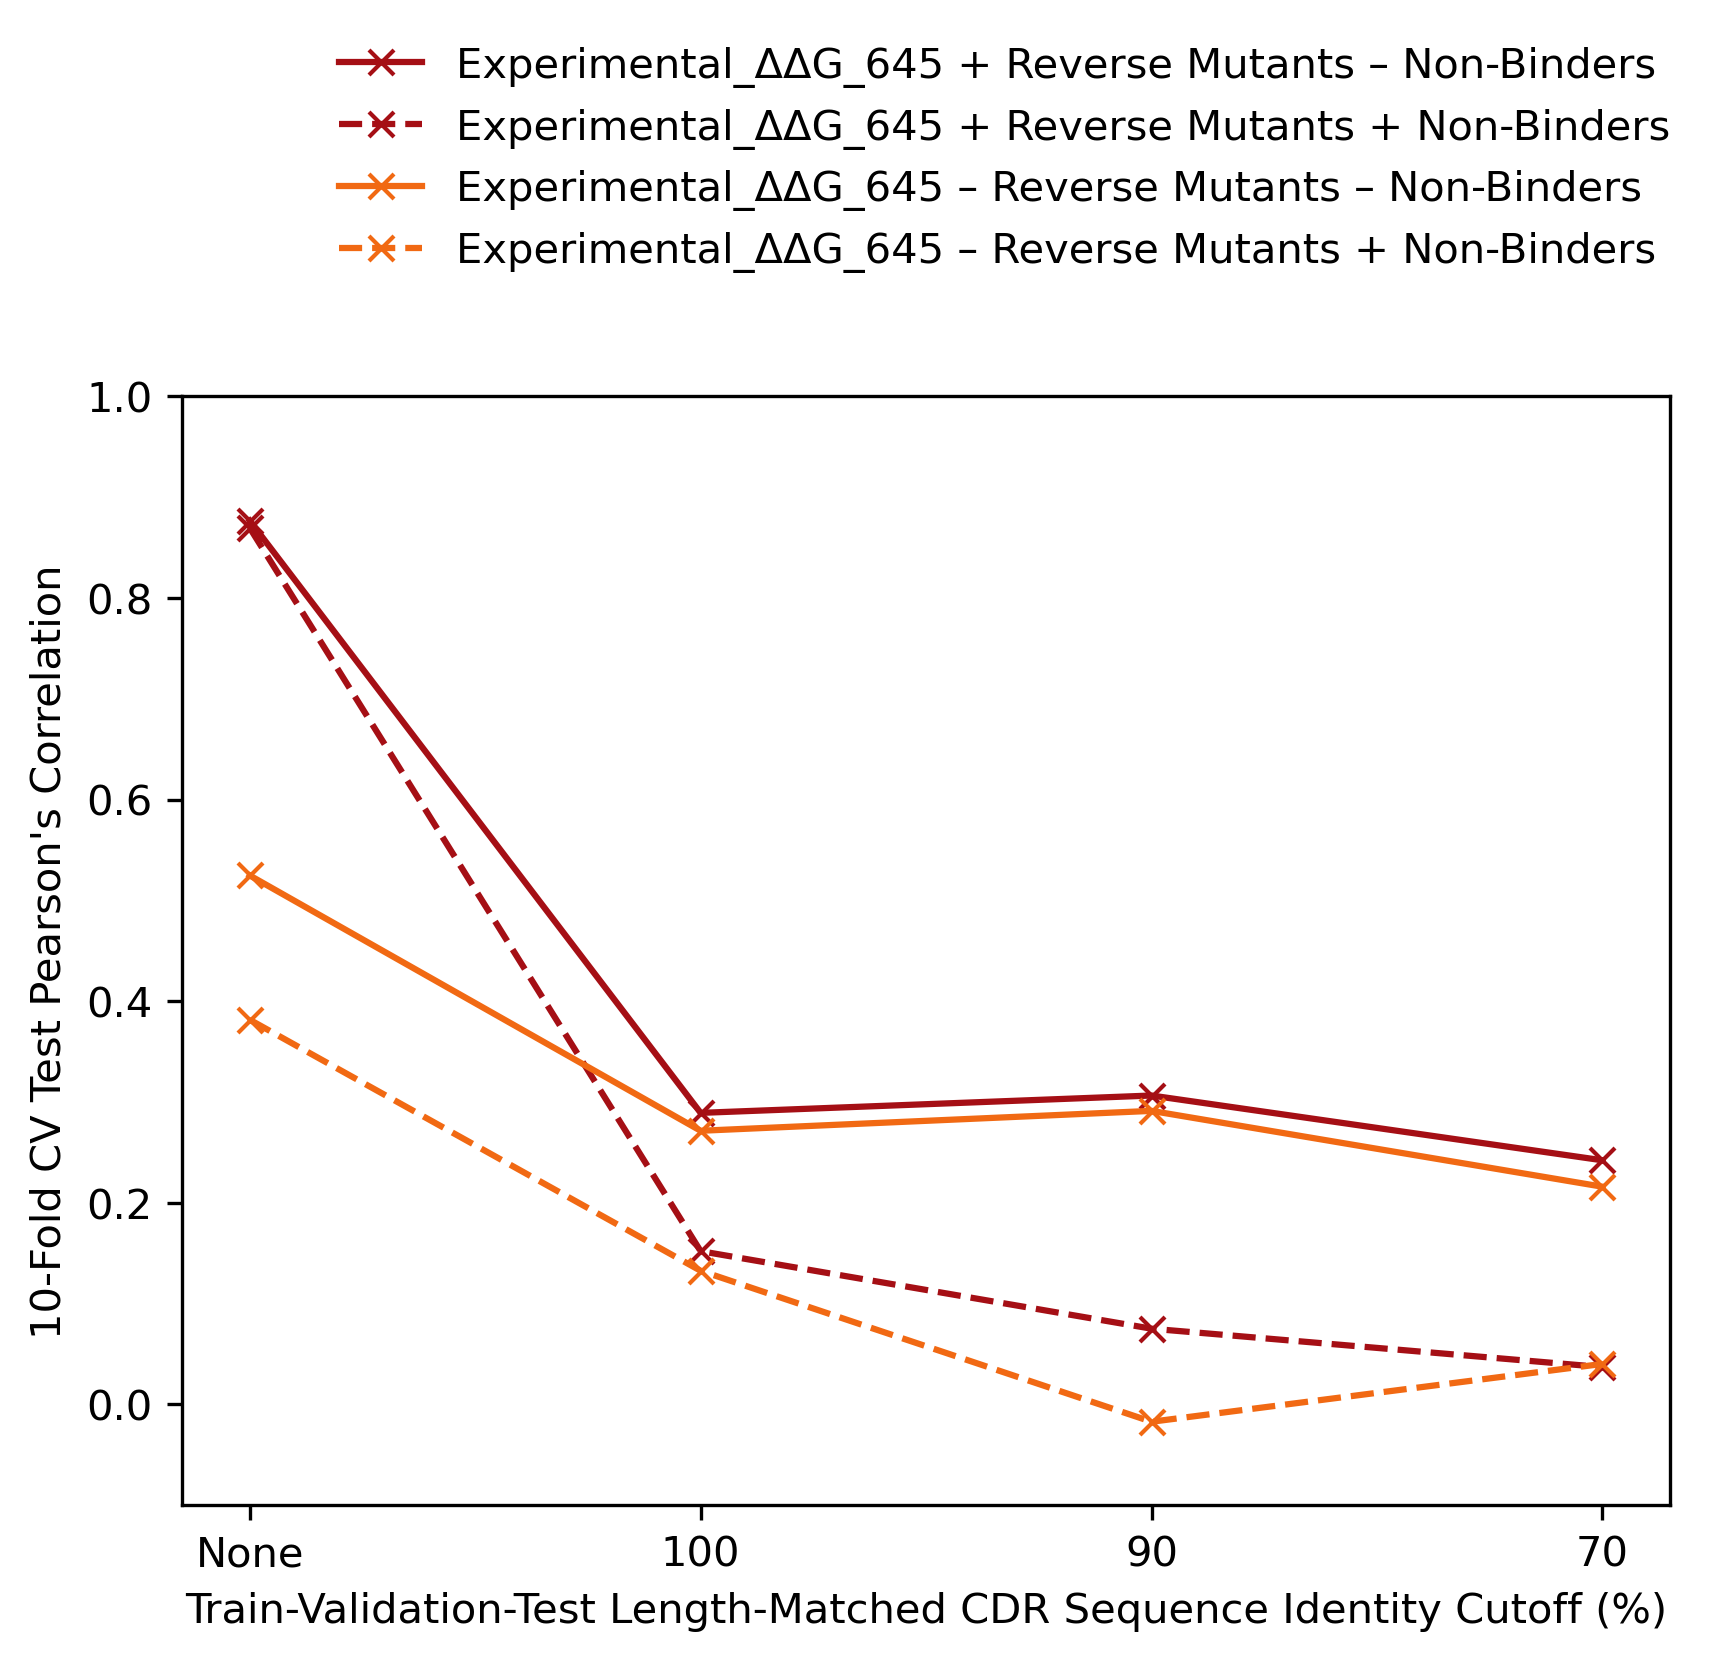 Experimental_ΔΔG_645 + Reverse Mutants – Non-Binders
Experimental_ΔΔG_645 + Reverse Mutants + Non-Binders
Experimental_ΔΔG_645 – Reverse Mutants – Non-Binders
Experimental_ΔΔG_645 – Reverse Mutants + Non-Binders
10-Fold CV Test Pearson's Correlation
1.0
0.8
0.6
0.4
0.2
0.0
None 100 90 70
Train-Validation-Test Length-Matched CDR Sequence Identity Cutoff (%)